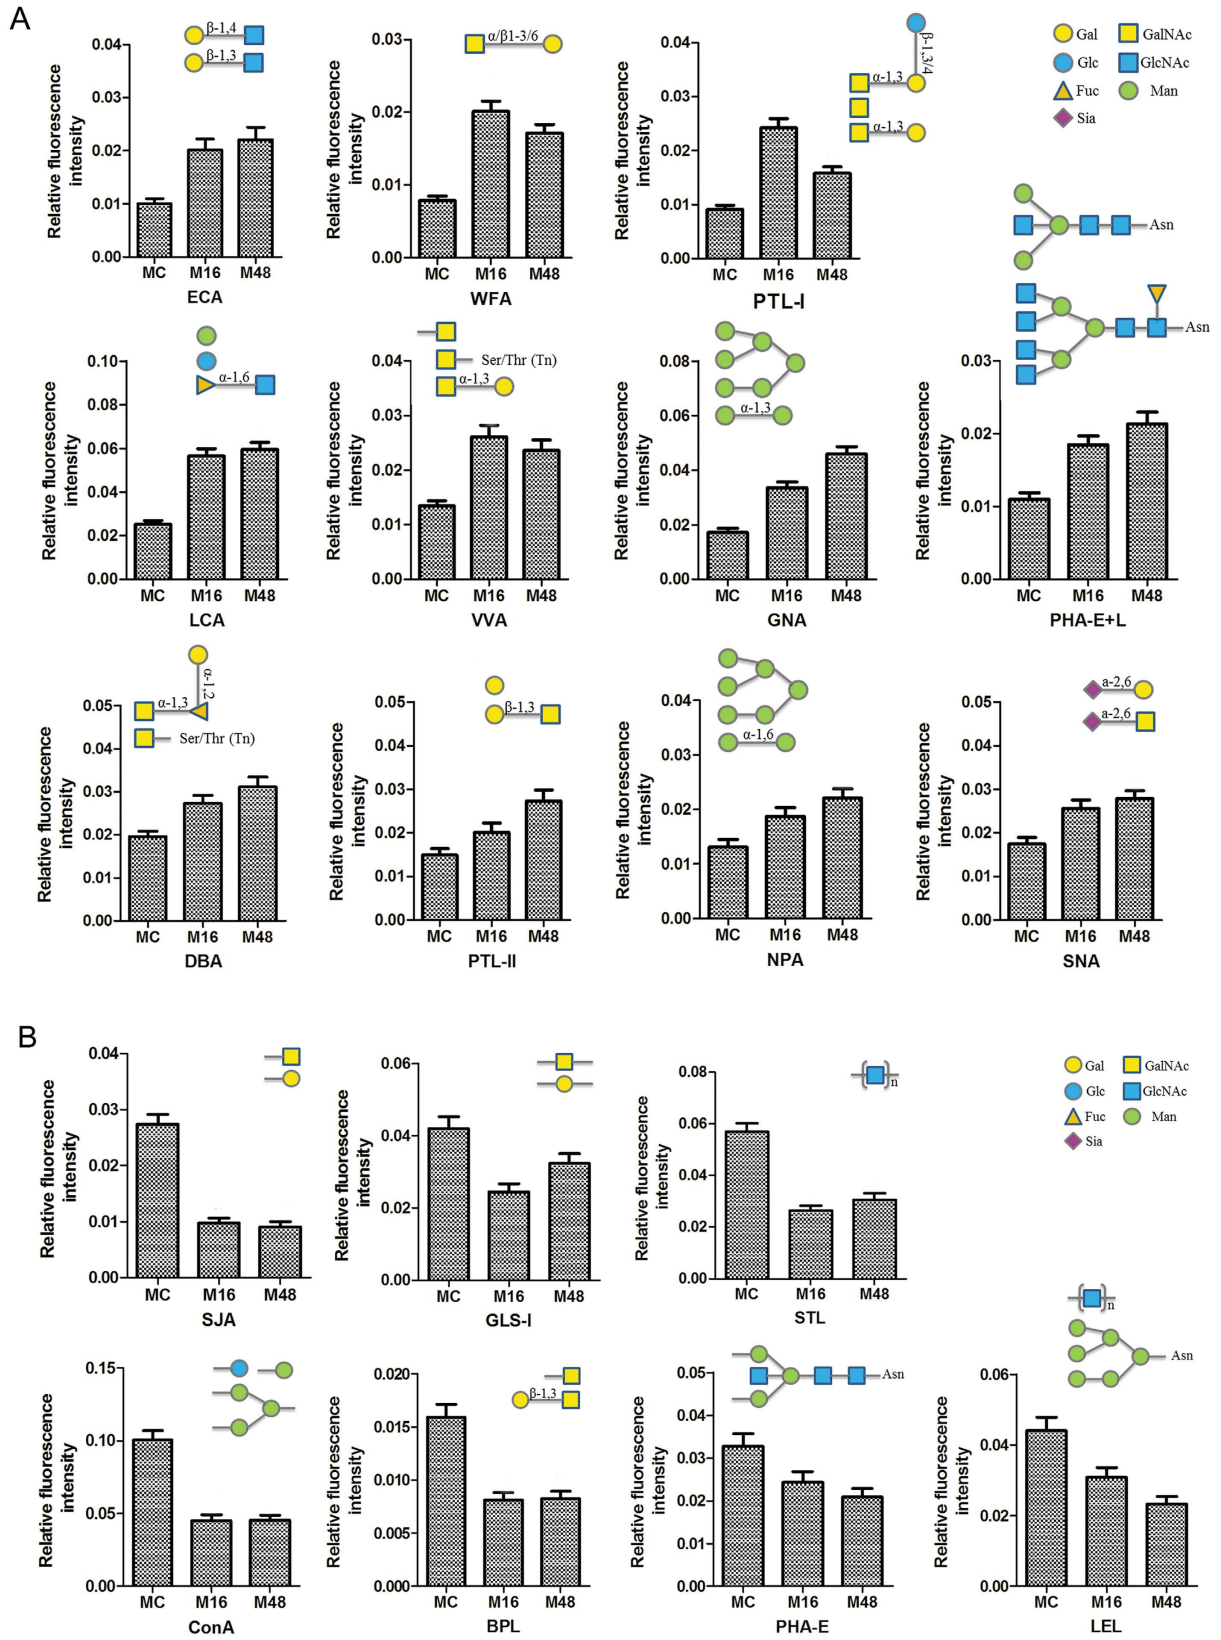 A
Gal
GalNAc
Glc
GlcNAc
Fuc
Man
Sia
Relative fluorescence
intensity
0.04
0.03
0.02
0.01
0.00
β-1,4
β-1,3
MC M16 M48
ECA
Relative fluorescence
intensity
0.03
0.02
0.01
0.00
α/β1-3/6
MC M16 M48
WFA
Relative fluorescence
intensity
0.04
0.03
0.02
0.01
0.00
β-1,3/4
α-1,3
α-1,3
MC M16 M48
PTL-I
Relative fluorescence
intensity
0.10
0.08
0.06
0.04
0.02
0.00
α-1,6
MC M16 M48
LCA
Relative fluorescence
intensity
0.04
0.03
0.02
0.01
0.00
Ser/Thr (Tn)
α-1,3
MC M16 M48
VVA
Relative fluorescence
intensity
0.08
0.06
0.04
0.02
0.00
α-1,3
MC M16 M48
GNA
Asn
Asn
Relative fluorescence
intensity
0.03
0.02
0.01
0.00
MC M16 M48
PHA-E+L
Relative fluorescence
intensity
0.05
0.04
0.03
0.02
0.01
0.00
α-1,3
α-1,2
Ser/Thr (Tn)
MC M16 M48
DBA
Relative fluorescence
intensity
0.05
0.04
0.03
0.02
0.01
0.00
β-1,3
MC M16 M48
PTL-II
Relative fluorescence
intensity
0.04
0.03
0.02
0.01
0.00
α-1,6
MC M16 M48
NPA
Relative fluorescence
intensity
0.05
0.04
0.03
0.02
0.01
0.00
a-2,6
a-2,6
MC M16 M48
SNA
B
Gal
GalNAc
Glc
GlcNAc
Fuc
Man
Sia
Relative fluorescence
intensity
0.04
0.03
0.02
0.01
0.00
MC M16 M48
SJA
Relative fluorescence
intensity
0.06
0.04
0.02
0.00
MC M16 M48
GLS-I
Relative fluorescence
intensity
0.08
0.06
0.04
0.02
0.00
n
MC M16 M48
STL
Relative fluorescence
intensity
0.15
0.10
0.05
0.00
MC M16 M48
ConA
Relative fluorescence
intensity
0.020
0.015
0.010
0.005
0.000
β-1,3
MC M16 M48
BPL
Relative fluorescence
intensity
0.05
0.04
0.03
0.02
0.01
0.00
Asn
MC M16 M48
PHA-E
n
Asn
Relative fluorescence
intensity
0.06
0.04
0.02
0.00
MC M16 M48
LEL